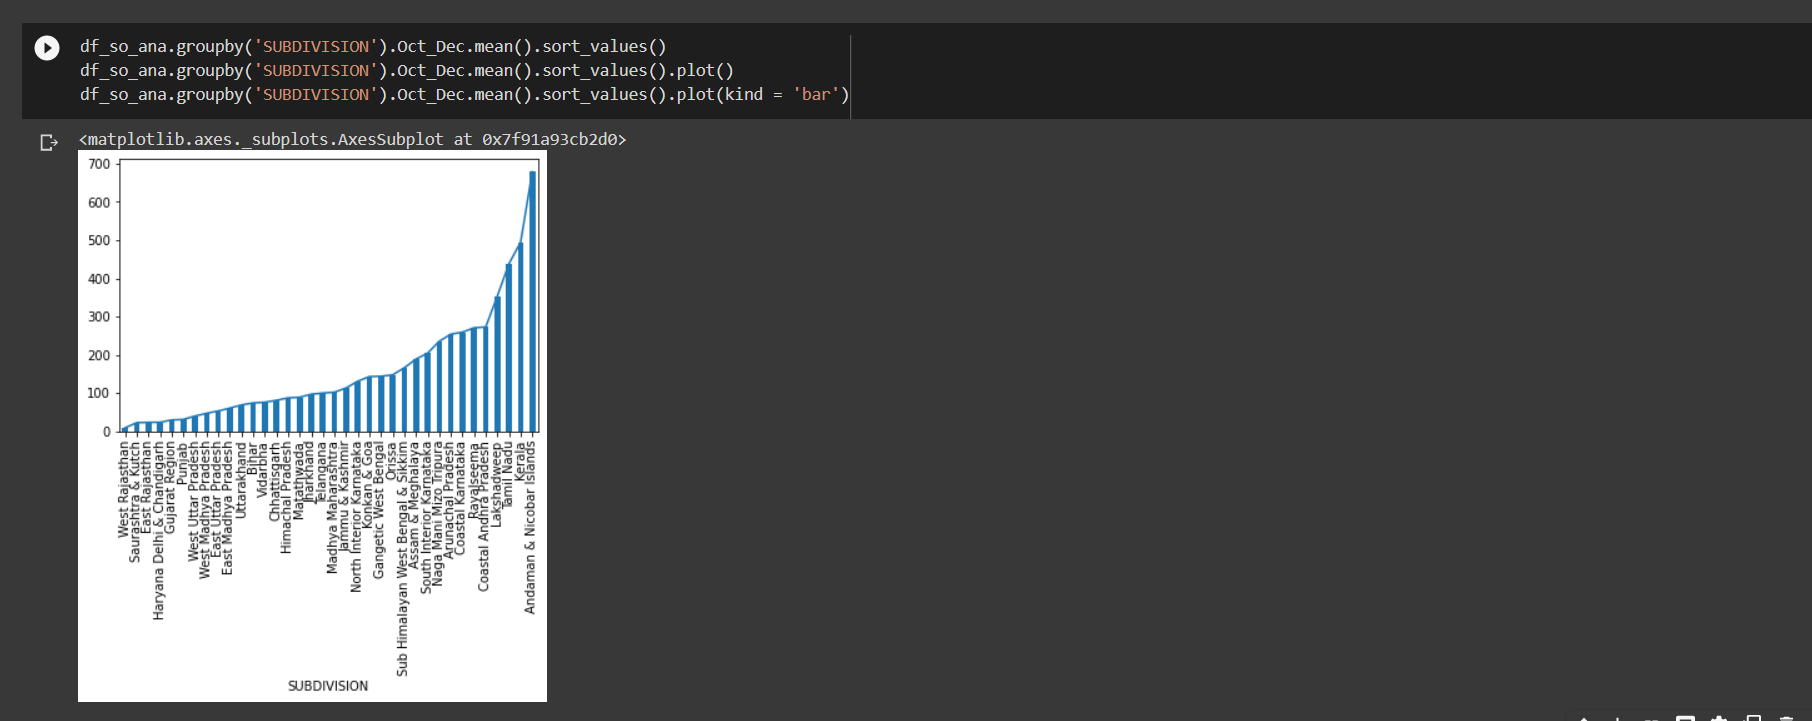 df_so_ana.groupby('SUBDIVISION').Oct_Dec.mean().sort_values()
df_so_ana.groupby('SUBDIVISION').Oct_Dec.mean().sort_values().plot()
df_so_ana.groupby('SUBDIVISION').Oct_Dec.mean().sort_values().plot(kind = 'bar')
<matplotlib.axes._subplots.AxesSubplot at 0x7f91a93cb2d0>
700
600
500
400
300
200
100
0
West Rajasthan
Saurashtra & Kutch
East Rajasthan
Haryana Delhi & Chandigarh
Gujarat Region
Punjab
West Uttar Pradesh
West Madhya Pradesh
East Uttar Pradesh
East Madhya Pradesh
Uttarakhand
Bihar
Vidarbha
Chhattisgarh
Himachal Pradesh
Matathwada
Jharkhand
Telangana
Madhya Maharashtra
Jammu & Kashmir
North Interior Karnataka
Konkan & Goa
Gangetic West Bengal
Orissa
Sub Himalayan West Bengal & Sikkim
Assam & Meghalaya
South Interior Karnataka
Naga Mani Mizo Tripura
Arunachal Pradesh
Coastal Karnataka
Rayalseema
Coastal Andhra Pradesh
Lakshadweep
Tamil Nadu
Kerala
Andaman & Nicobar Islands
SUBDIVISION